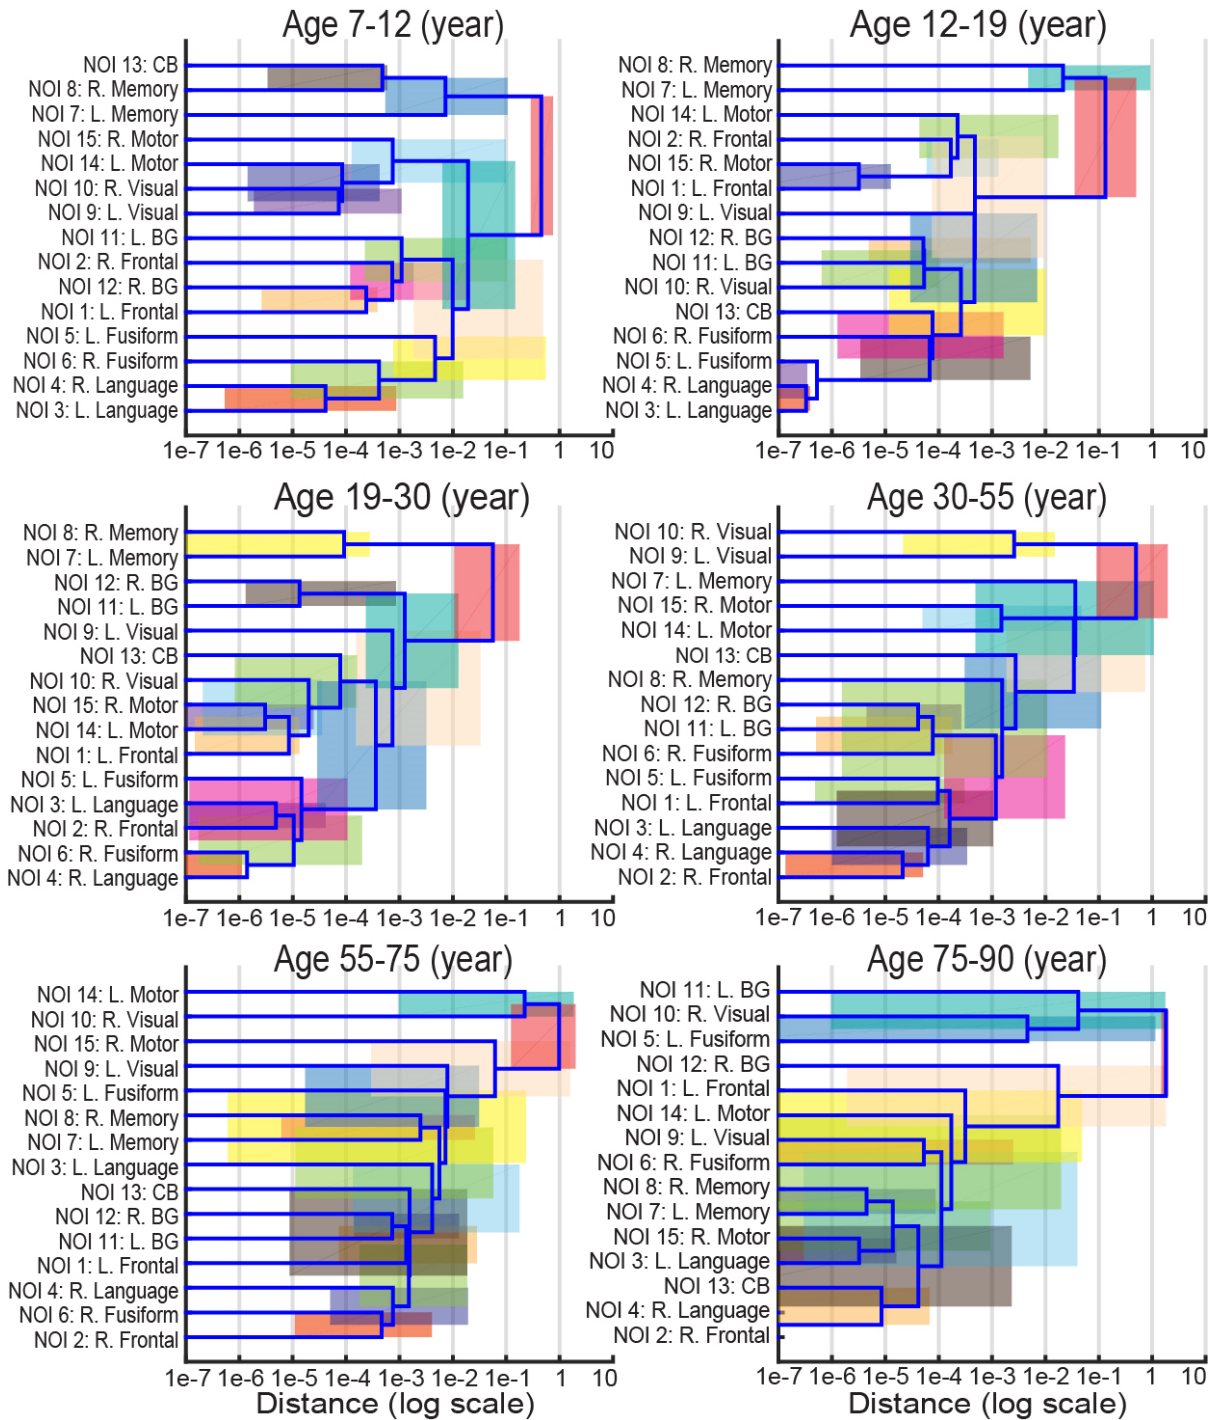 Age 7-12 (year)
NOI 13: CB
NOI 8: R. Memory
NOI 7: L. Memory
NOI 15: R. Motor
NOI 14: L. Motor
NOI 10: R. Visual
NOI 9: L. Visual
NOI 11: L. BG
NOI 2: R. Frontal
NOI 12: R. BG
NOI 1: L. Frontal
NOI 5: L. Fusiform
NOI 6: R. Fusiform
NOI 4: R. Language
NOI 3: L. Language
1e-7 1e-6 1e-5 1e-4 1e-3 1e-2 1e-1 1 10
Age 12-19 (year)
NOI 8: R. Memory
NOI 7: L. Memory
NOI 14: L. Motor
NOI 2: R. Frontal
NOI 15: R. Motor
NOI 1: L. Frontal
NOI 9: L. Visual
NOI 12: R. BG
NOI 11: L. BG
NOI 10: R. Visual
NOI 13: CB
NOI 6: R. Fusiform
NOI 5: L. Fusiform
NOI 4: R. Language
NOI 3: L. Language
1e-7 1e-6 1e-5 1e-4 1e-3 1e-2 1e-1 1 10
Age 19-30 (year)
NOI 8: R. Memory
NOI 7: L. Memory
NOI 12: R. BG
NOI 11: L. BG
NOI 9: L. Visual
NOI 13: CB
NOI 10: R. Visual
NOI 15: R. Motor
NOI 14: L. Motor
NOI 1: L. Frontal
NOI 5: L. Fusiform
NOI 3: L. Language
NOI 2: R. Frontal
NOI 6: R. Fusiform
NOI 4: R. Language
1e-7 1e-6 1e-5 1e-4 1e-3 1e-2 1e-1 1 10
Age 30-55 (year)
NOI 10: R. Visual
NOI 9: L. Visual
NOI 7: L. Memory
NOI 15: R. Motor
NOI 14: L. Motor
NOI 13: CB
NOI 8: R. Memory
NOI 12: R. BG
NOI 11: L. BG
NOI 6: R. Fusiform
NOI 5: L. Fusiform
NOI 1: L. Frontal
NOI 3: L. Language
NOI 4: R. Language
NOI 2: R. Frontal
1e-7 1e-6 1e-5 1e-4 1e-3 1e-2 1e-1 1 10
Age 55-75 (year)
NOI 14: L. Motor
NOI 10: R. Visual
NOI 15: R. Motor
NOI 9: L. Visual
NOI 5: L. Fusiform
NOI 8: R. Memory
NOI 7: L. Memory
NOI 3: L. Language
NOI 13: CB
NOI 12: R. BG
NOI 11: L. BG
NOI 1: L. Frontal
NOI 4: R. Language
NOI 6: R. Fusiform
NOI 2: R. Frontal
1e-7 1e-6 1e-5 1e-4 1e-3 1e-2 1e-1 1 10
Distance (log scale)
Age 75-90 (year)
NOI 11: L. BG
NOI 10: R. Visual
NOI 5: L. Fusiform
NOI 12: R. BG
NOI 1: L. Frontal
NOI 14: L. Motor
NOI 9: L. Visual
NOI 6: R. Fusiform
NOI 8: R. Memory
NOI 7: L. Memory
NOI 15: R. Motor
NOI 3: L. Language
NOI 13: CB
NOI 4: R. Language
NOI 2: R. Frontal
1e-7 1e-6 1e-5 1e-4 1e-3 1e-2 1e-1 1 10
Distance (log scale)